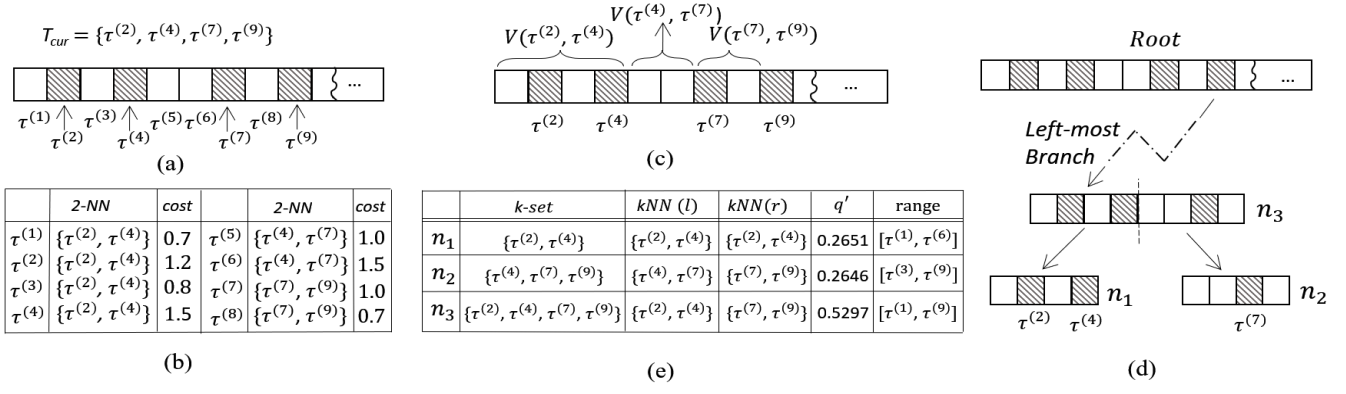 T_cur = {τ^(2), τ^(4), τ^(7), τ^(9)}
...
τ^(1) τ^(3) τ^(5) τ^(6) τ^(8)
τ^(2) τ^(4) τ^(7) τ^(9)
(a)
2-NN cost 2-NN cost
τ^(1) {τ^(2), τ^(4)} 0.7 τ^(5) {τ^(4), τ^(7)} 1.0
τ^(2) {τ^(2), τ^(4)} 1.2 τ^(6) {τ^(4), τ^(7)} 1.5
τ^(3) {τ^(2), τ^(4)} 0.8 τ^(7) {τ^(7), τ^(9)} 1.0
τ^(4) {τ^(2), τ^(4)} 1.5 τ^(8) {τ^(7), τ^(9)} 0.7
(b)
V(τ^(4), τ^(7))
V(τ^(2), τ^(4)) V(τ^(7), τ^(9))
...
τ^(2) τ^(4) τ^(7) τ^(9)
(c)
k-set kNN (l) kNN(r) q′ range
n₁ {τ^(2), τ^(4)} {τ^(2), τ^(4)} {τ^(2), τ^(4)} 0.2651 [τ^(1), τ^(6)]
n₂ {τ^(4), τ^(7), τ^(9)} {τ^(4), τ^(7)} {τ^(7), τ^(9)} 0.2646 [τ^(3), τ^(9)]
n₃ {τ^(2), τ^(4), τ^(7), τ^(9)} {τ^(2), τ^(4)} {τ^(7), τ^(9)} 0.5297 [τ^(1), τ^(9)]
(e)
Root
...
Left-most
Branch
n₃
n₁ n₂
τ^(2) τ^(4) τ^(7)
(d)